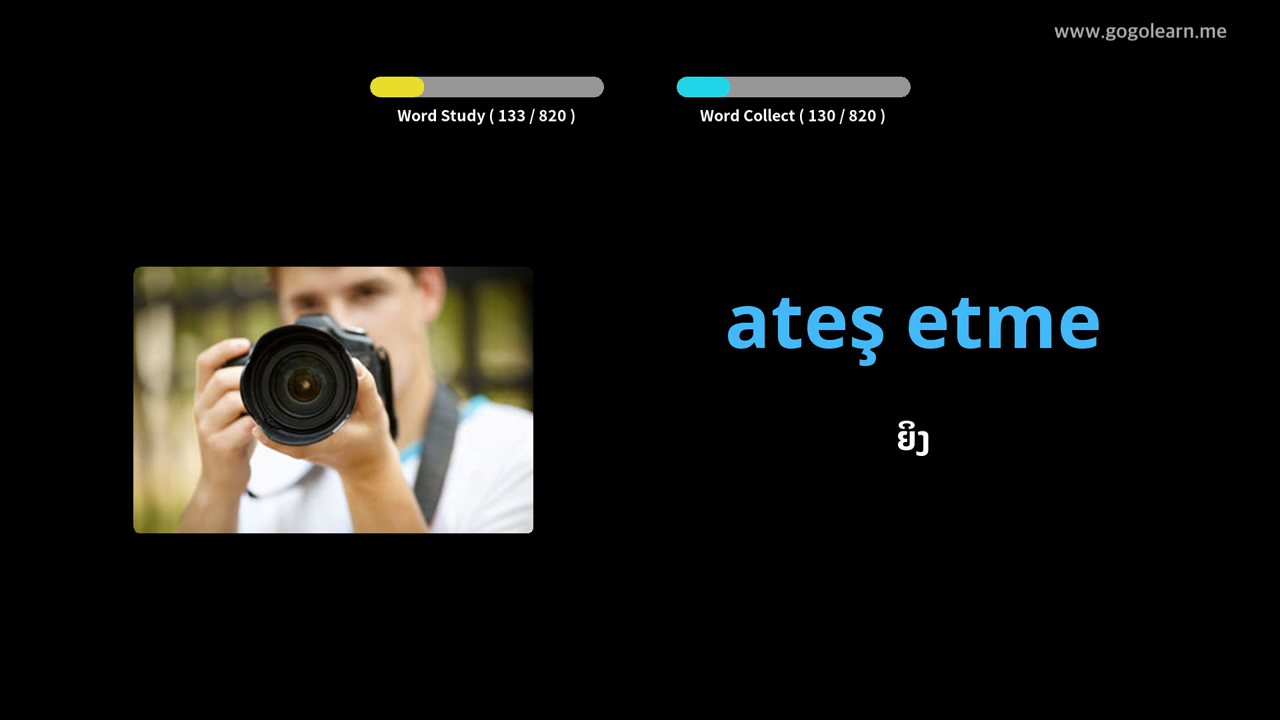 www.gogolearn.me
Word Study ( 133 / 820 )
Word Collect ( 130 / 820 )
ateş etme
ຍິງ